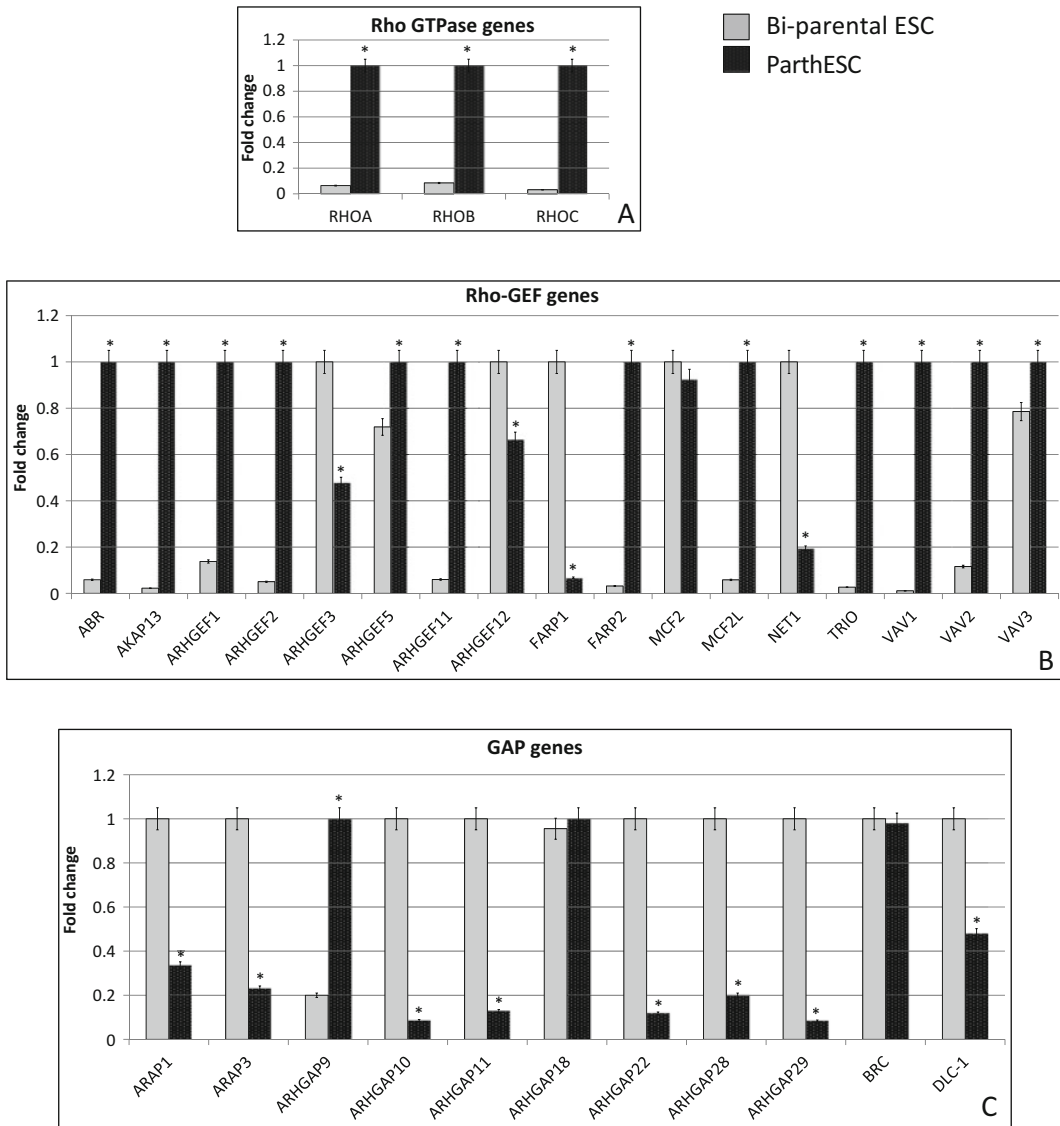 Rho GTPase genes
Bi-parental ESC
ParthESC
Fold change
1.2
1
0.8
0.6
0.4
0.2
0
* * *
RHOA RHOB RHOC
A
Rho-GEF genes
Fold change
1.2
1
0.8
0.6
0.4
0.2
0
* * * * * * * * * * * * * * * *
ABR AKAP13 ARHGEF1 ARHGEF2 ARHGEF3 ARHGEF5 ARHGEF11 ARHGEF12 FARP1 FARP2 MCF2 MCF2L NET1 TRIO VAV1 VAV2 VAV3
B
GAP genes
Fold change
1.2
1
0.8
0.6
0.4
0.2
0
* * * * * * * * *
ARAP1 ARAP3 ARHGAP9 ARHGAP10 ARHGAP11 ARHGAP18 ARHGAP22 ARHGAP28 ARHGAP29 BRC DLC-1
C